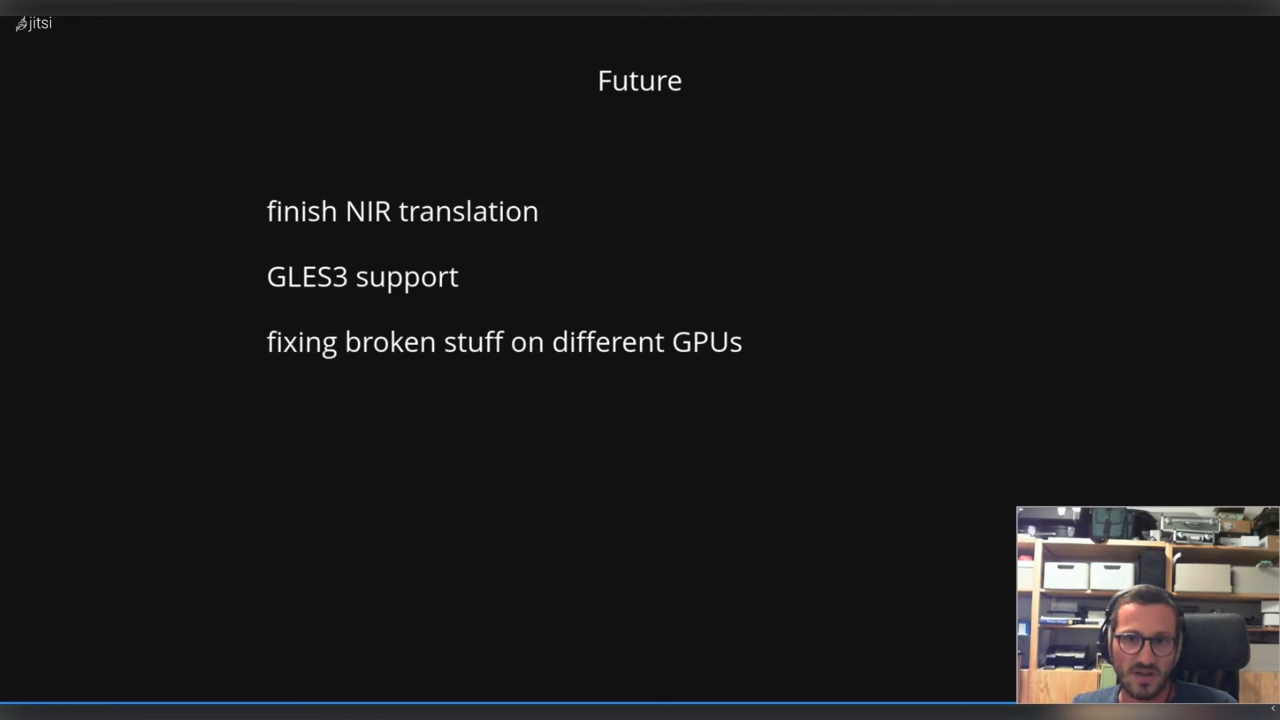 jitsi
Future
finish NIR translation
GLES3 support
fixing broken stuff on different GPUs